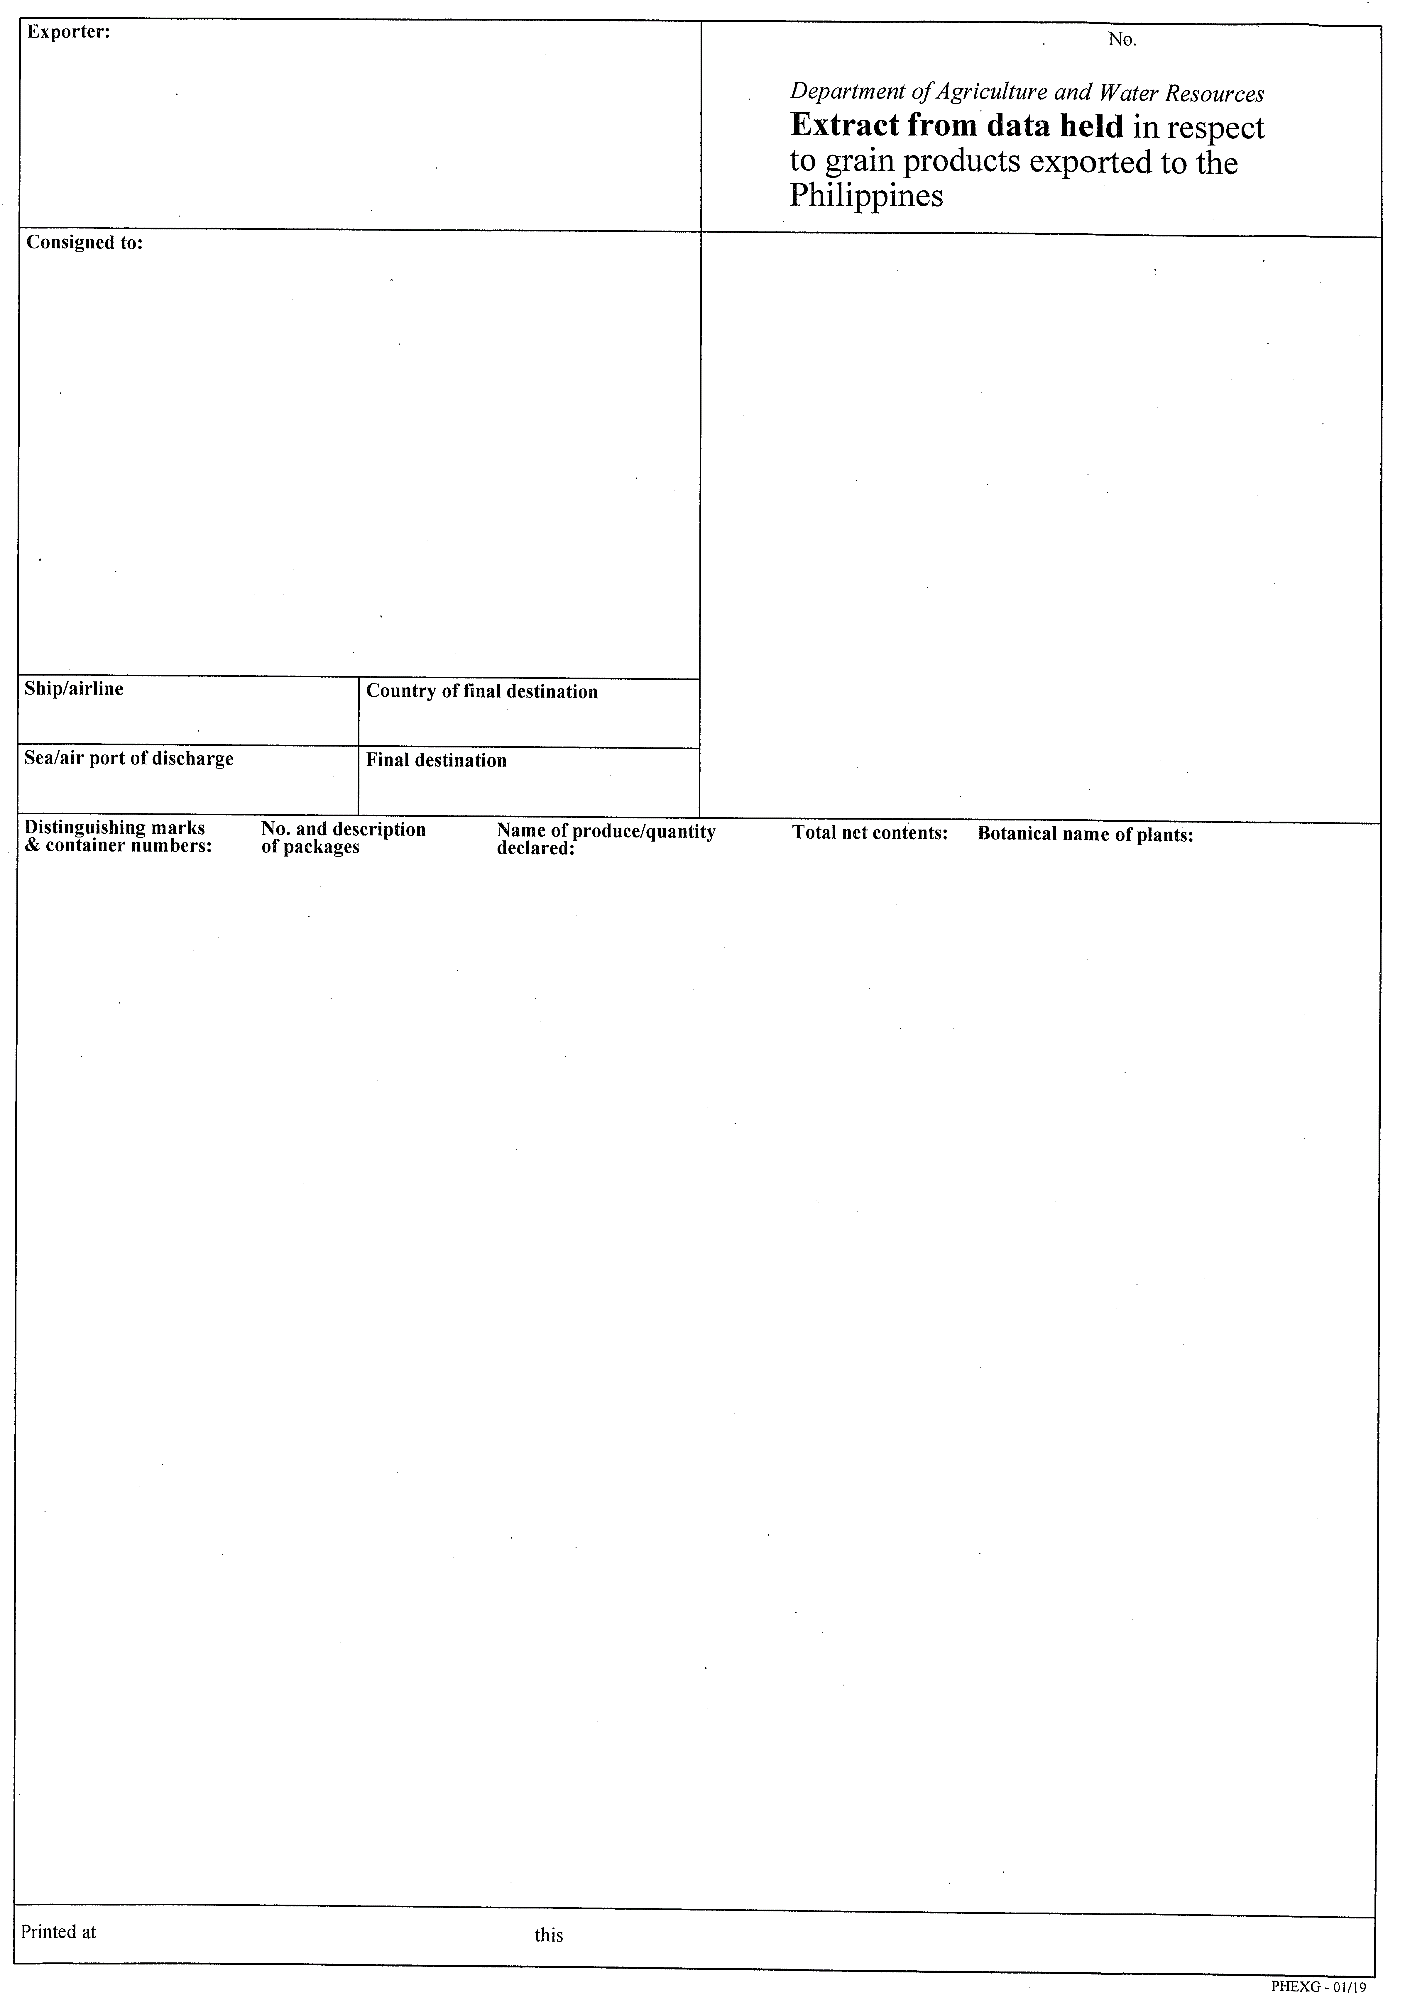 Exporter:
No.
Department of Agriculture and Water Resources
Extract from data held in respect
to grain products exported to the
Philippines
Consigned to:
Ship/airline
Country of final destination
Sea/air port of discharge
Final destination
Distinguishing marks
& container numbers:
No. and description
of packages
Name of produce/quantity
declared:
Total net contents:
Botanical name of plants:
Printed at
this
PHEXG - 01/19